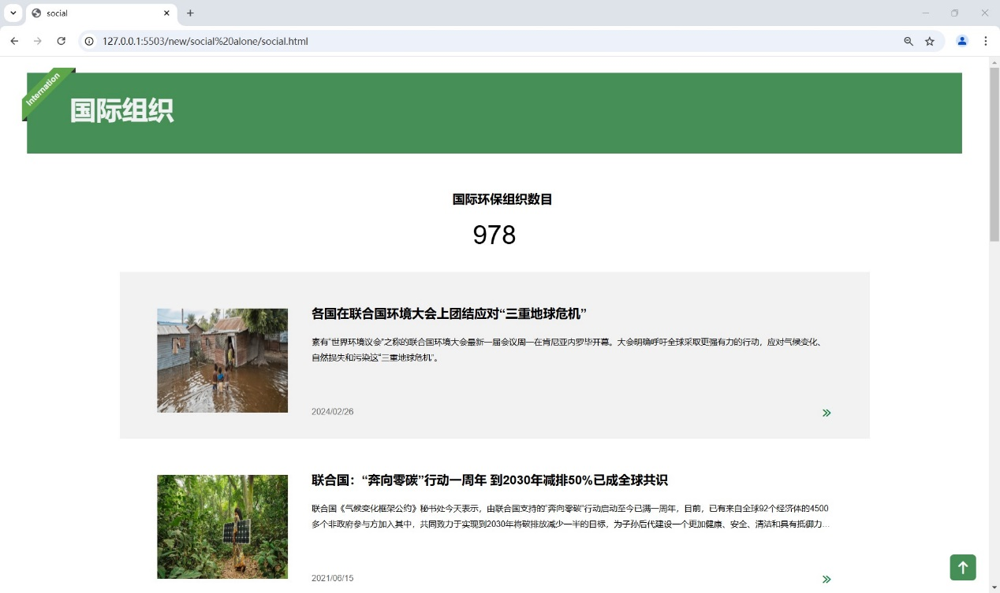 social
127.0.0.1:5503/new/social%20alone/social.html
Internation
国际组织
国际环保组织数目
978
各国在联合国环境大会上团结应对“三重地球危机”
素有“世界环境议会”之称的联合国环境大会最新一届会议周一在肯尼亚内罗毕开幕。大会明确呼吁全球采取更强有力的行动，应对气候变化、
自然损失和污染这“三重地球危机”。
2024/02/26
联合国：“奔向零碳”行动一周年 到2030年减排50%已成全球共识
联合国《气候变化框架公约》秘书处今天表示，由联合国支持的“奔向零碳”行动启动至今已满一周年，目前，已有来自全球92个经济体的4500
多个非政府参与方加入其中，共同致力于实现到2030年将碳排放减少一半的目标，为子孙后代建设一个更加健康、安全、清洁和具有抵御力…
2021/06/15